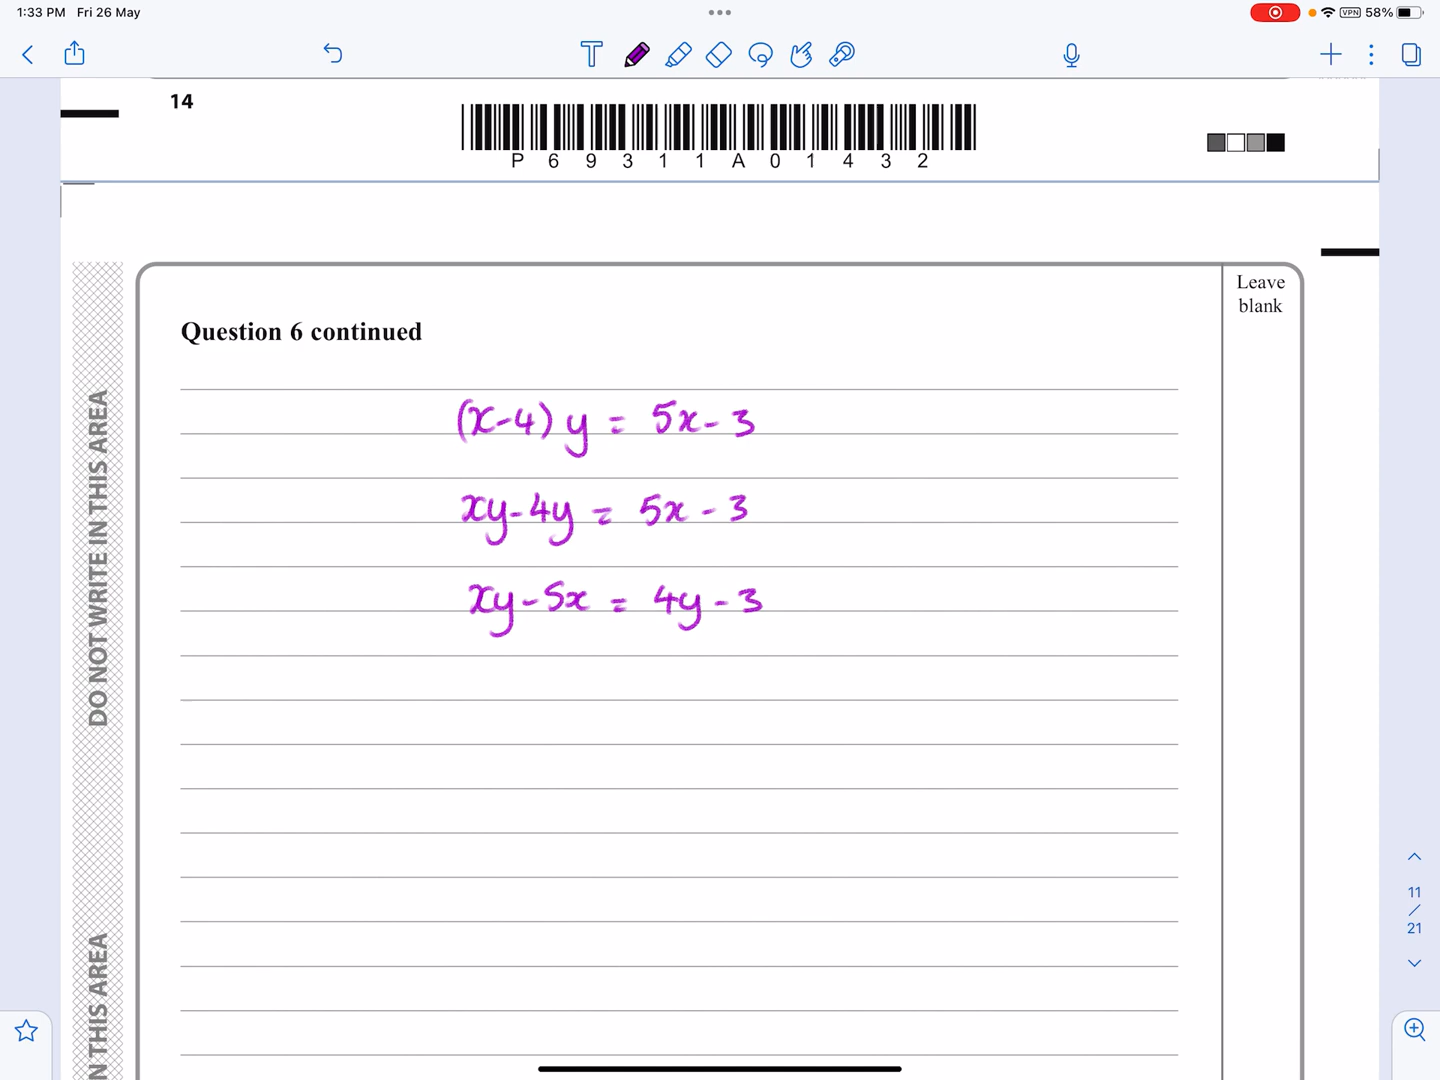 1:33 PM Fri 26 May
VPN 58%
T
14
P 6 9 3 1 1 A 0 1 4 3 2
Leave
blank
Question 6 continued
(x-4) y = 5x - 3
xy - 4y = 5x - 3
xy - 5x = 4y - 3
DO NOT WRITE IN THIS AREA
N THIS AREA
11
/
21